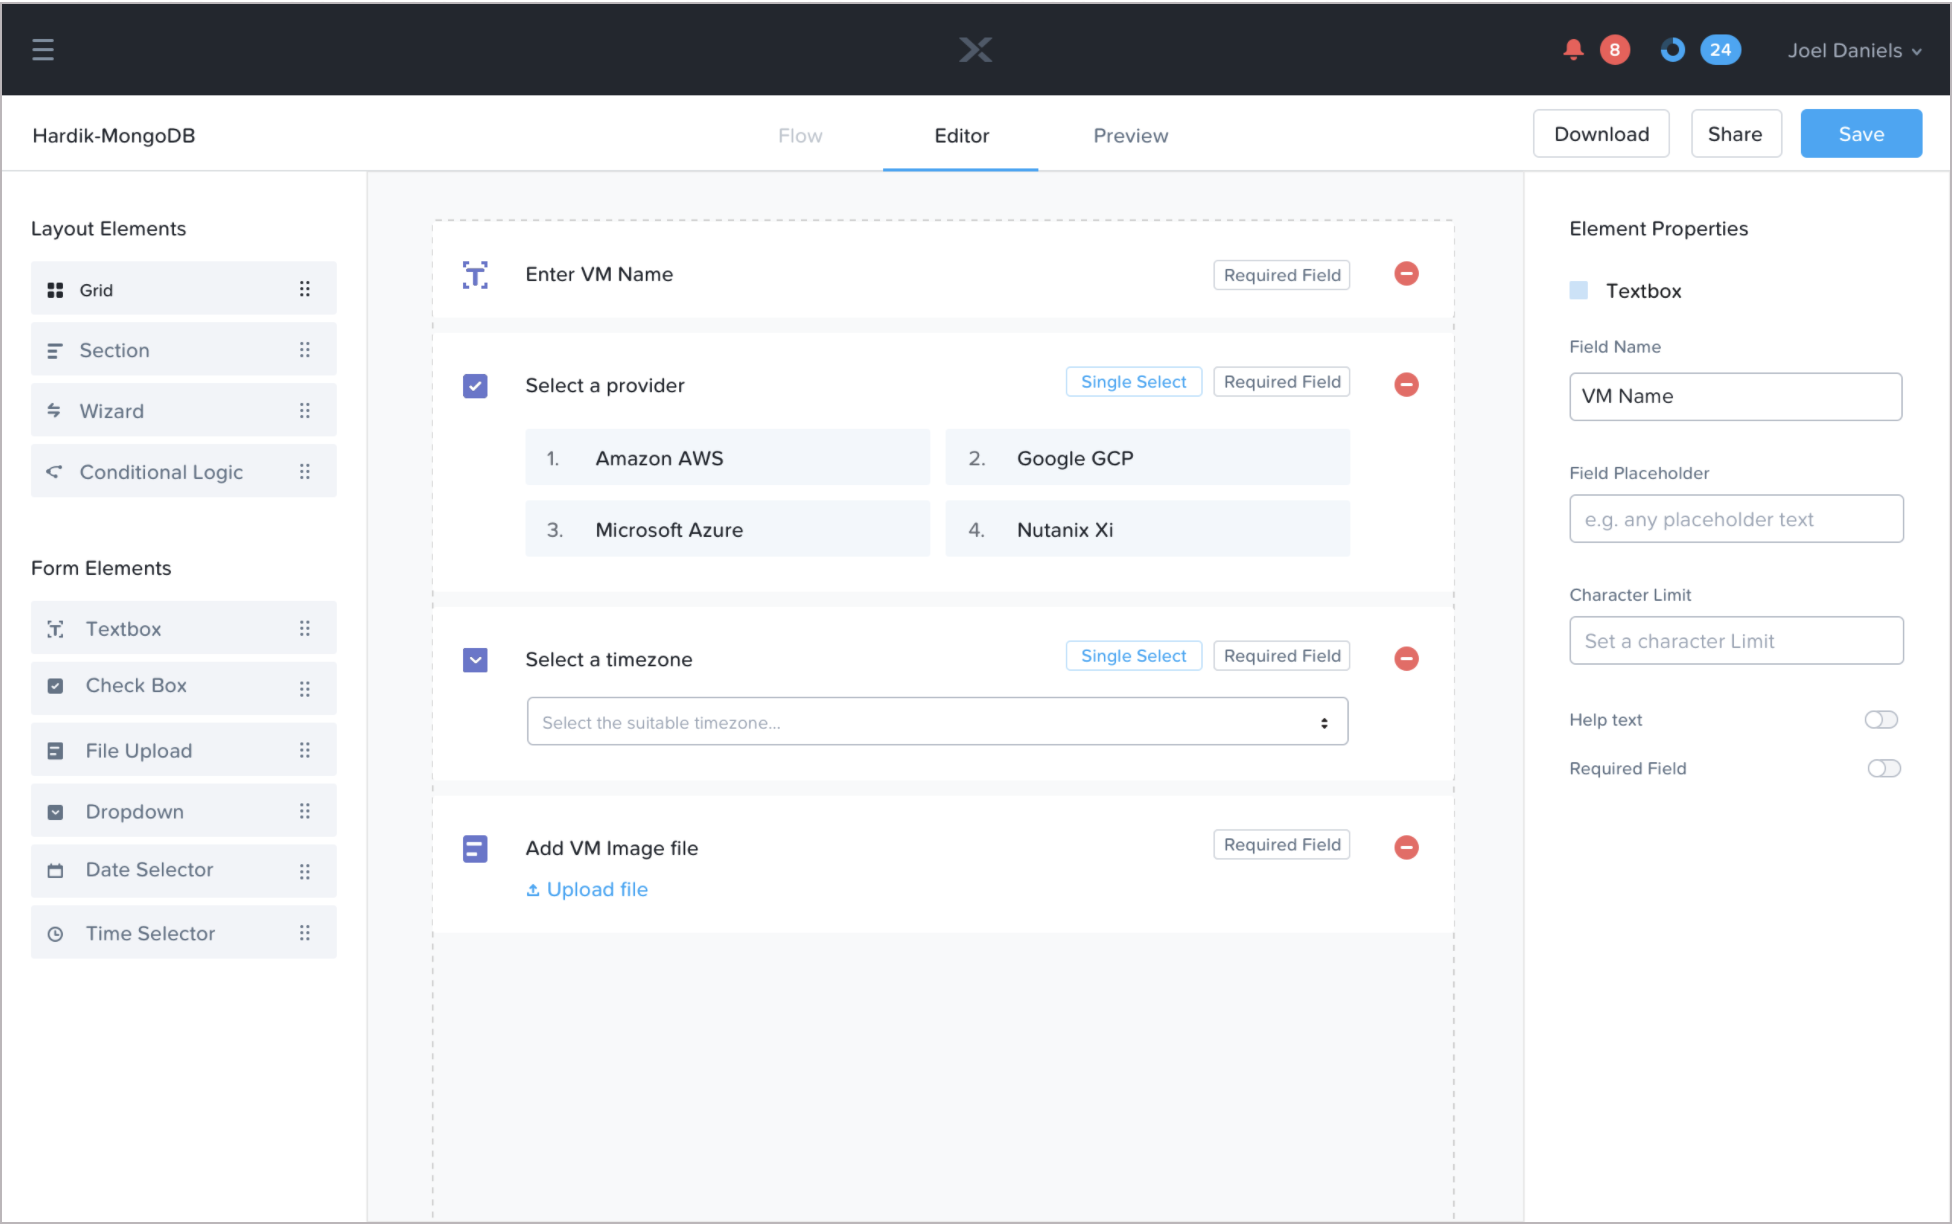 8
24
Joel Daniels
Hardik-MongoDB
Flow
Editor
Preview
Download
Share
Save
Layout Elements
Grid
Section
Wizard
Conditional Logic
Form Elements
Textbox
Check Box
File Upload
Dropdown
Date Selector
Time Selector
Enter VM Name
Required Field
Select a provider
Single Select
Required Field
1. Amazon AWS
2. Google GCP
3. Microsoft Azure
4. Nutanix Xi
Select a timezone
Single Select
Required Field
Select the suitable timezone...
Add VM Image file
Required Field
Upload file
Element Properties
Textbox
Field Name
VM Name
Field Placeholder
e.g. any placeholder text
Character Limit
Set a character Limit
Help text
Required Field